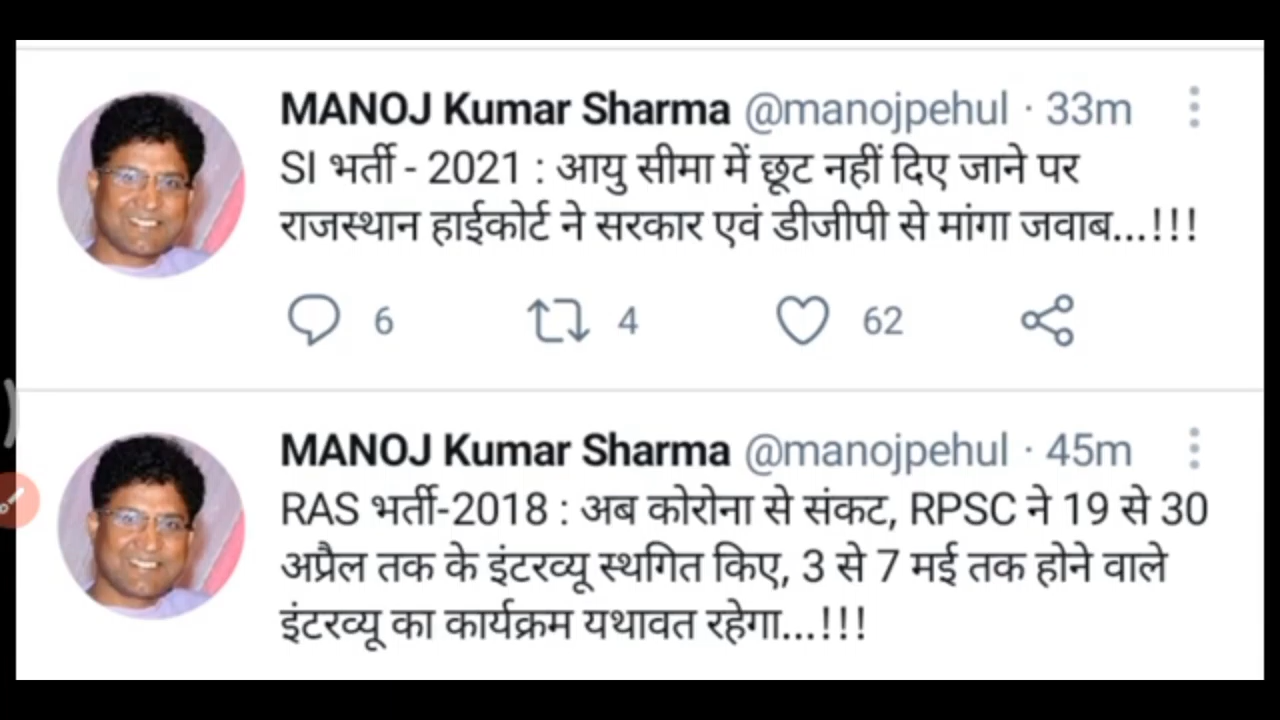 MANOJ Kumar Sharma @manojpehul · 33m
SI भर्ती - 2021 : आयु सीमा में छूट नहीं दिए जाने पर
राजस्थान हाईकोर्ट ने सरकार एवं डीजीपी से मांगा जवाब...!!!
6 4 62
MANOJ Kumar Sharma @manojpehul · 45m
RAS भर्ती-2018 : अब कोरोना से संकट, RPSC ने 19 से 30
अप्रैल तक के इंटरव्यू स्थगित किए, 3 से 7 मई तक होने वाले
इंटरव्यू का कार्यक्रम यथावत रहेगा...!!!